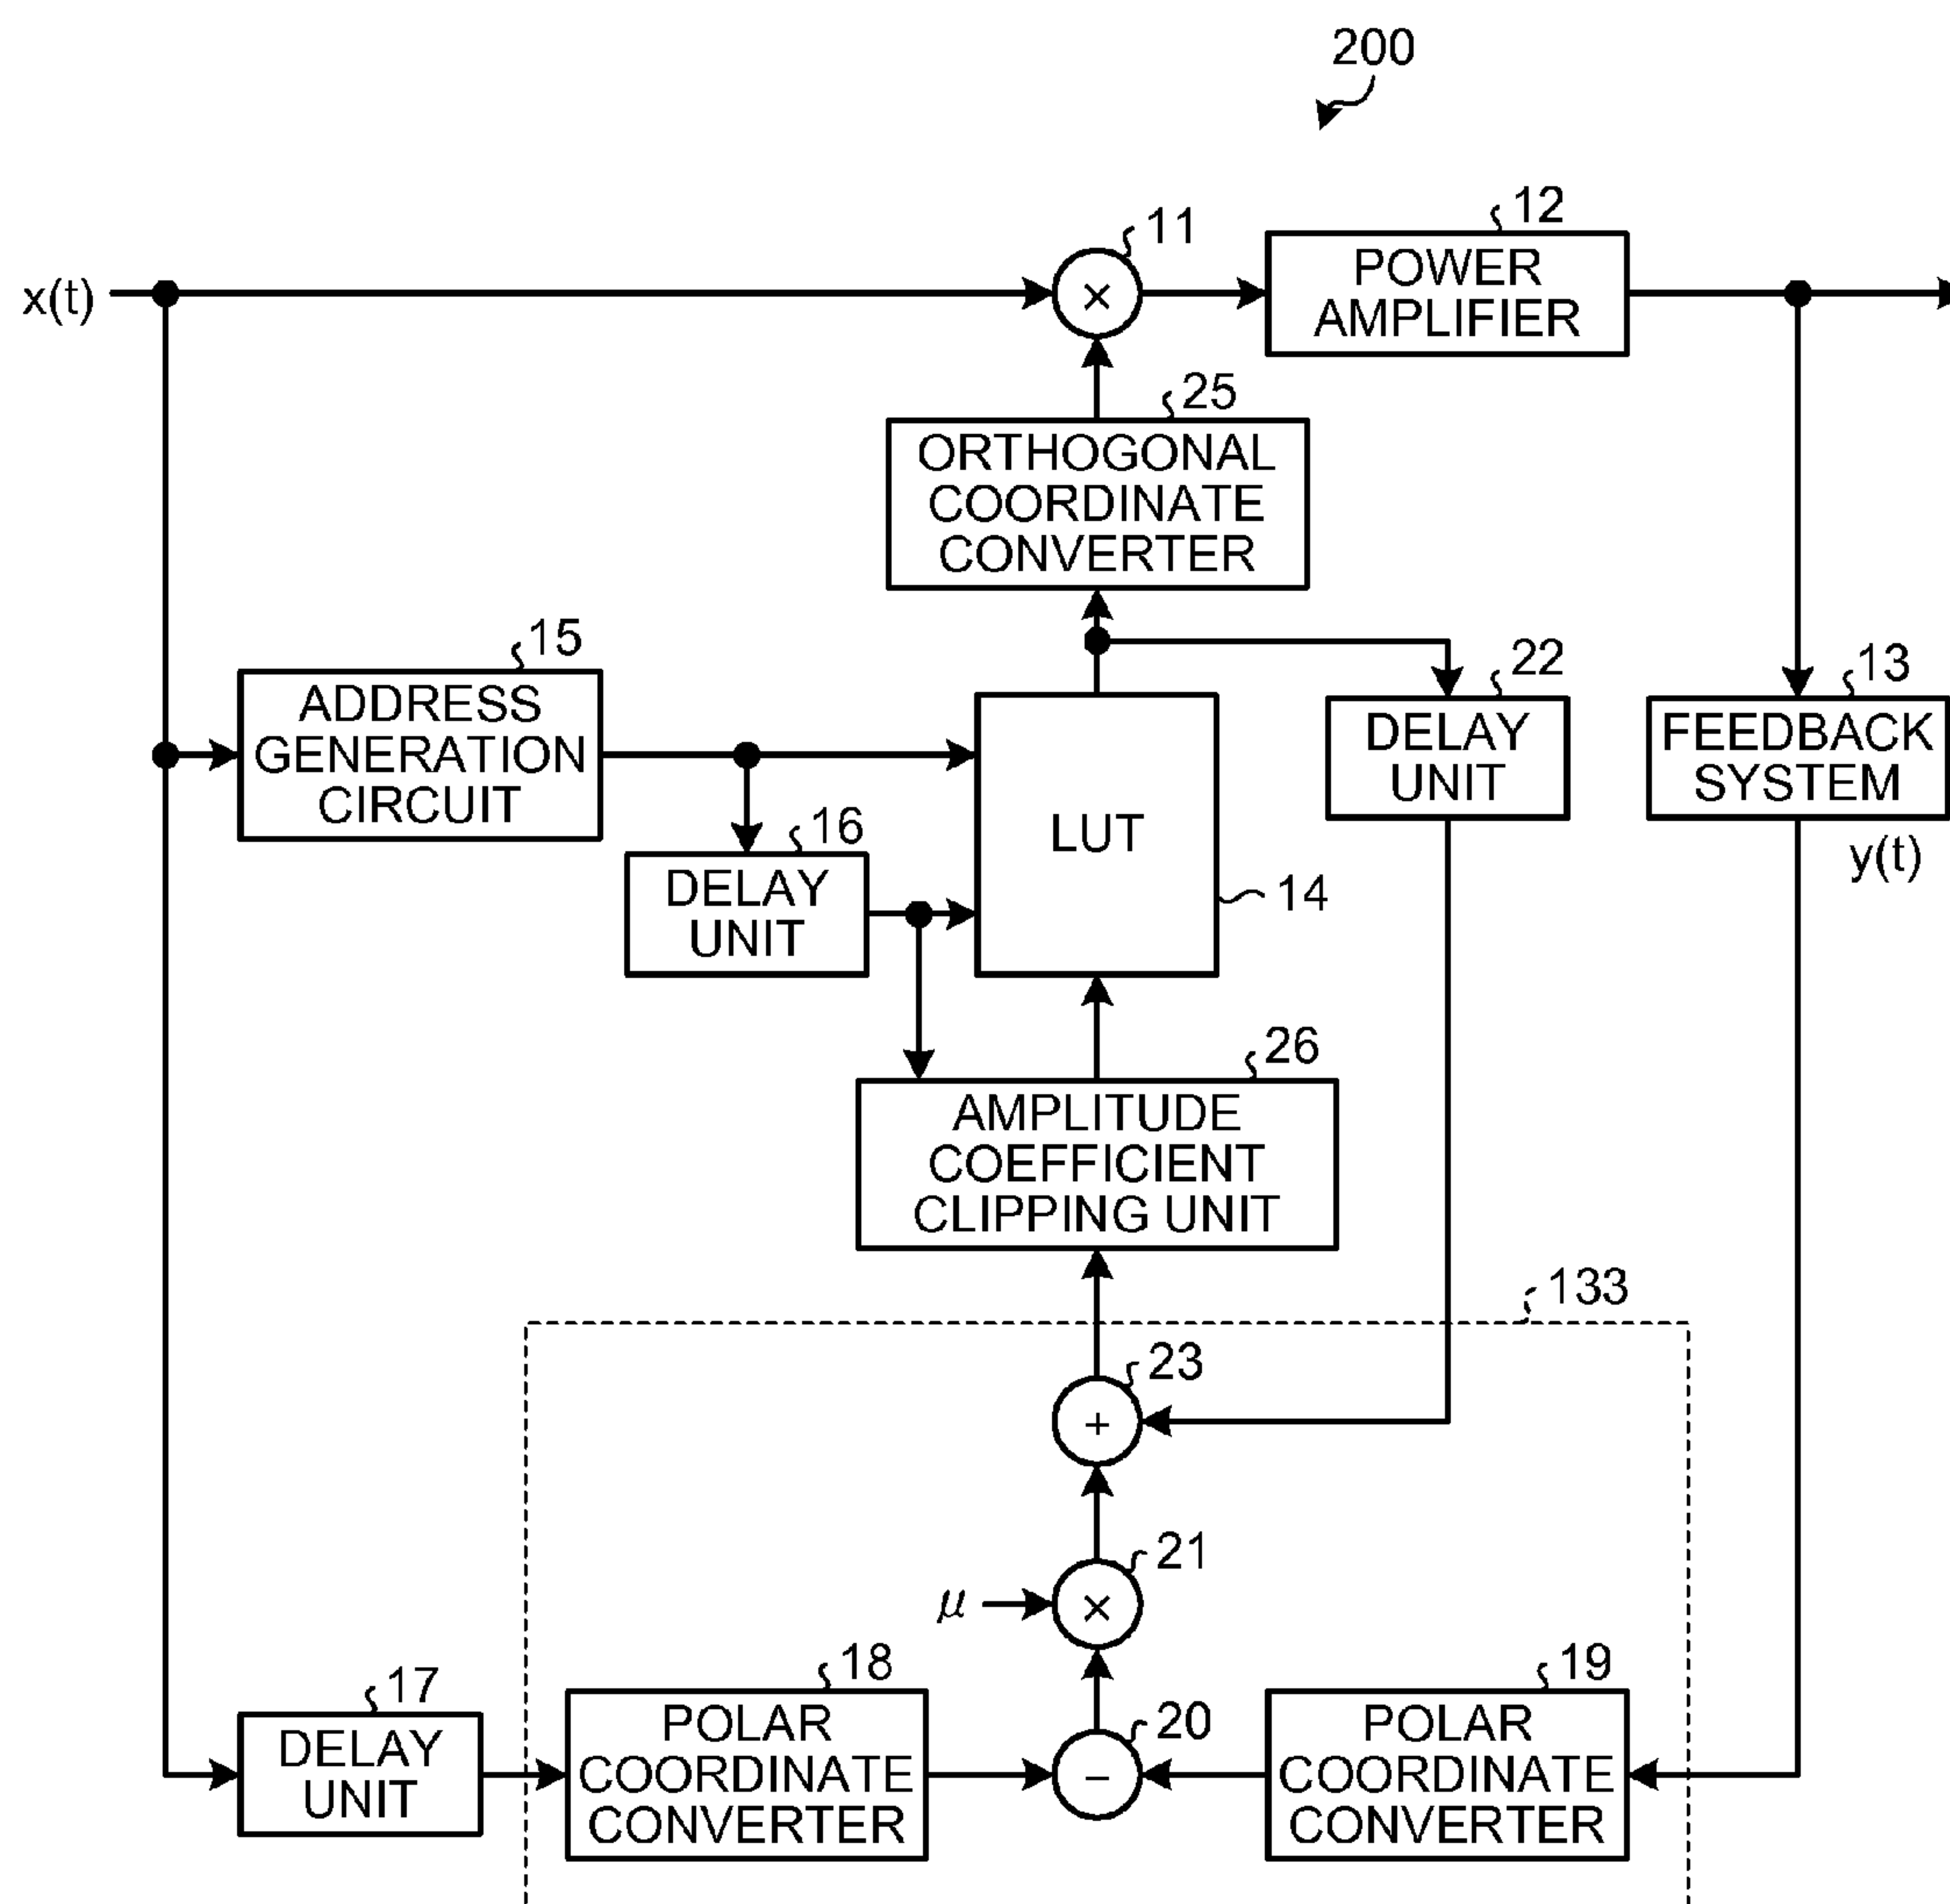 200
11
12
x(t)
×
POWER
AMPLIFIER
25
ORTHOGONAL
COORDINATE
CONVERTER
15
22
13
ADDRESS
GENERATION
CIRCUIT
DELAY
UNIT
FEEDBACK
SYSTEM
16
LUT
y(t)
DELAY
UNIT
14
26
AMPLITUDE
COEFFICIENT
CLIPPING UNIT
133
23
+
21
μ
×
17
18
20
19
DELAY
UNIT
POLAR
COORDINATE
CONVERTER
−
POLAR
COORDINATE
CONVERTER